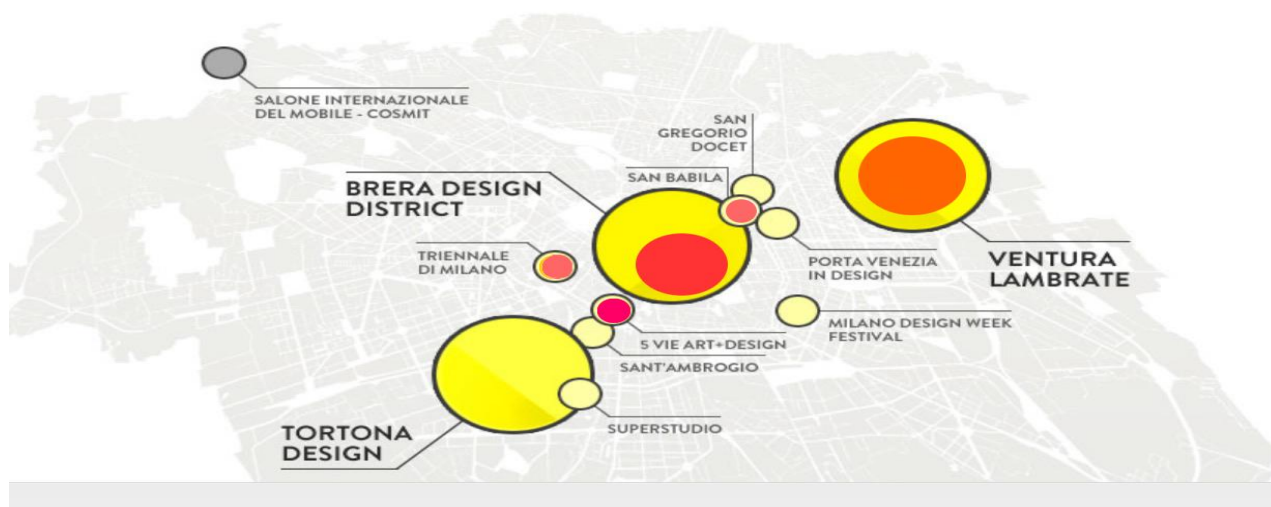 SALONE INTERNAZIONALE
DEL MOBILE - COSMIT
SAN
GREGORIO
DOCET
SAN BABILA
BRERA DESIGN
DISTRICT
TRIENNALE
DI MILANO
PORTA VENEZIA
IN DESIGN
VENTURA
LAMBRATE
MILANO DESIGN WEEK
FESTIVAL
5 VIE ART+DESIGN
SANT'AMBROGIO
SUPERSTUDIO
TORTONA
DESIGN